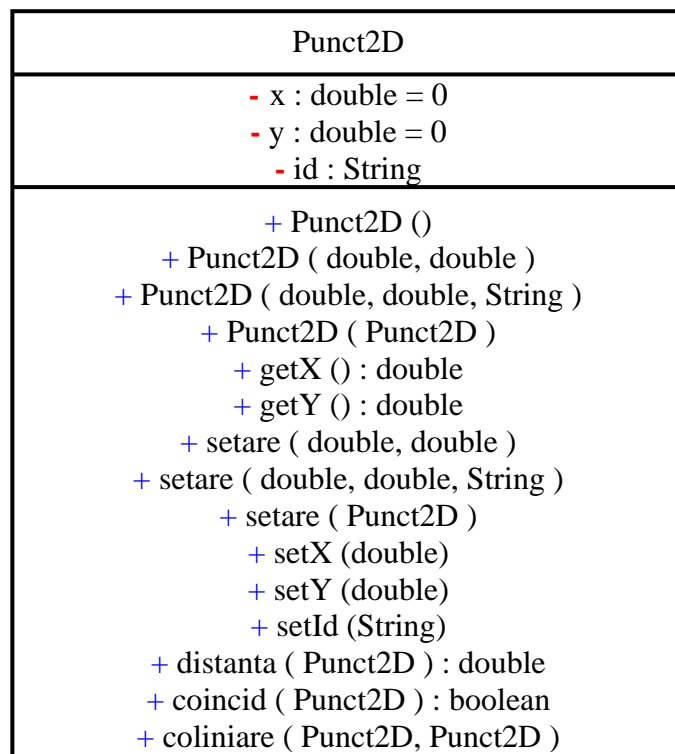 Punct2D
- x : double = 0
- y : double = 0
- id : String
+ Punct2D ()
+ Punct2D ( double, double )
+ Punct2D ( double, double, String )
+ Punct2D ( Punct2D )
+ getX () : double
+ getY () : double
+ setare ( double, double )
+ setare ( double, double, String )
+ setare ( Punct2D )
+ setX (double)
+ setY (double)
+ setId (String)
+ distanta ( Punct2D ) : double
+ coincid ( Punct2D ) : boolean
+ coliniare ( Punct2D, Punct2D )